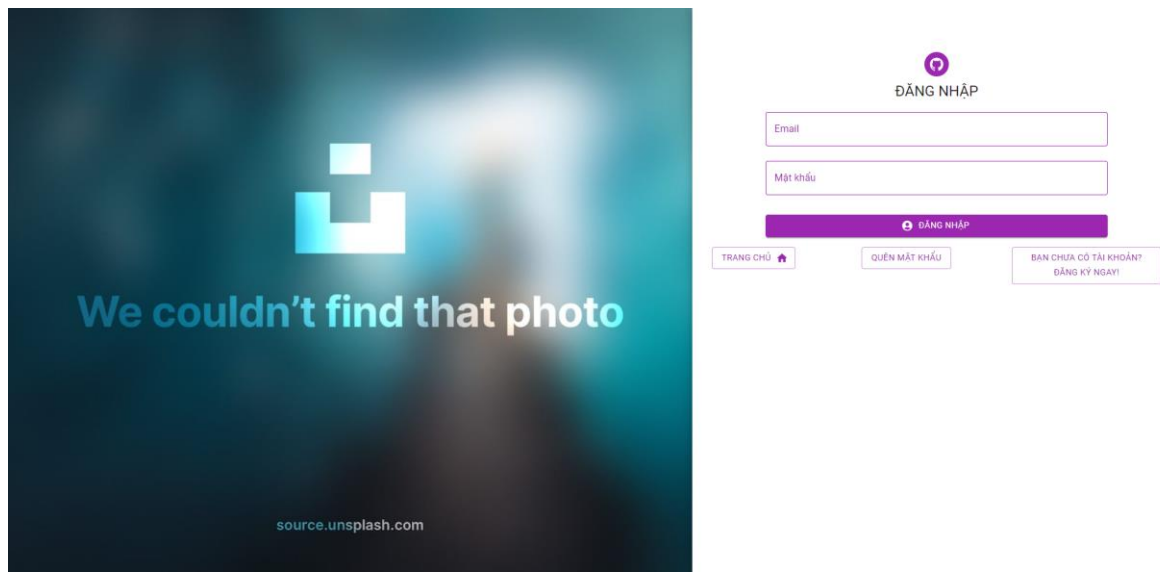 We couldn't find that photo
source.unsplash.com
ĐĂNG NHẬP
Email
Mật khẩu
ĐĂNG NHẬP
TRANG CHỦ
QUÊN MẬT KHẨU
BẠN CHƯA CÓ TÀI KHOẢN?
ĐĂNG KÝ NGAY!